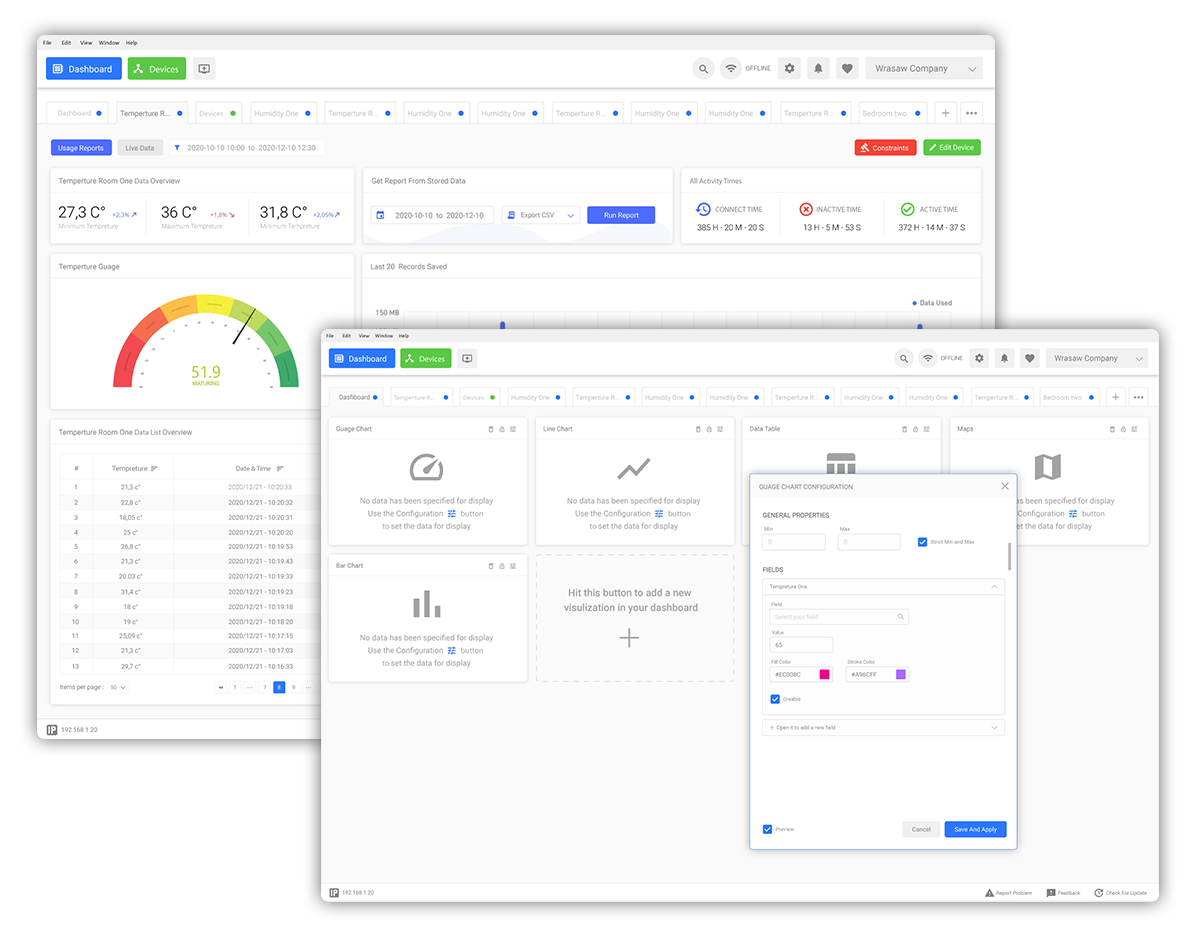 File Edit View Window Help
Dashboard Devices OFFLINE Wrasaw Company
Dashboard Temperture R... Devices Humidity One Temperture R... Humidity One Humidity One Temperture R... Humidity One Humidity One Temperture R... Bedroom two
Usage Reports Live Data 2020-10-10 10:00 to 2020-12-10 12:30 Constraints Edit Device
Temperture Room One Data Overview
27,3 C° +2,3% 36 C° +1,8% 31,8 C° +2,05%
Minimum Tempreture Maximum Tempreture Minimum Tempreture
Get Report From Stored Data
2020-10-10 to 2020-12-10 Export CSV Run Report
All Activity Times
CONNECT TIME INACTIVE TIME ACTIVE TIME
385 H - 20 M - 20 S 13 H - 5 M - 53 S 372 H - 14 M - 37 S
Temperture Guage
51.9
MATURING
Last 20 Records Saved
Data Used
150 MB
Temperture Room One Data List Overview
# Tempreture Date & Time
1 21,3 c° 2020/12/21 - 10:20:33
2 22,8 c° 2020/12/21 - 10:20:32
3 18,05 c° 2020/12/21 - 10:20:31
4 25 c° 2020/12/21 - 10:20:20
5 26,8 c° 2020/12/21 - 10:19:53
6 21,3 c° 2020/12/21 - 10:19:43
7 20.03 c° 2020/12/21 - 10:19:33
8 31,4 c° 2020/12/21 - 10:19:23
9 18 c° 2020/12/21 - 10:19:18
10 19 c° 2020/12/21 - 10:18:20
11 25,09 c° 2020/12/21 - 10:17:15
12 21,3 c° 2020/12/21 - 10:17:03
13 29,7 c° 2020/12/21 - 10:16:33
Items per page : 50 1 ... 7 8 9 ...
IP 192.168.1.20
File Edit View Window Help
Dashboard Devices OFFLINE Wrasaw Company
Dashboard Temperture R... Devices Humidity One Temperture R... Humidity One Humidity One Temperture R... Humidity One Humidity One Temperture R... Bedroom two
Guage Chart
No data has been specified for display
Use the Configuration button
to set the data for display
Line Chart
No data has been specified for display
Use the Configuration button
to set the data for display
Data Table
Maps
as been specified for display
Configuration button
et the data for display
Bar Chart
No data has been specified for display
Use the Configuration button
to set the data for display
Hit this button to add a new
visulization in your dashboard
GUAGE CHART CONFIGURATION
GENERAL PROPERTIES
Min Max
0 0 Strict Min and Max
FIELDS
Tempreture One
Field
Select your field
Value
65
Fill Color Stroke Color
#EC008C #A96CFF
Disable
+ Open it to add a new field
Preview Cancel Save And Apply
IP 192.168.1.20 Report Problem Feedback Check For Update